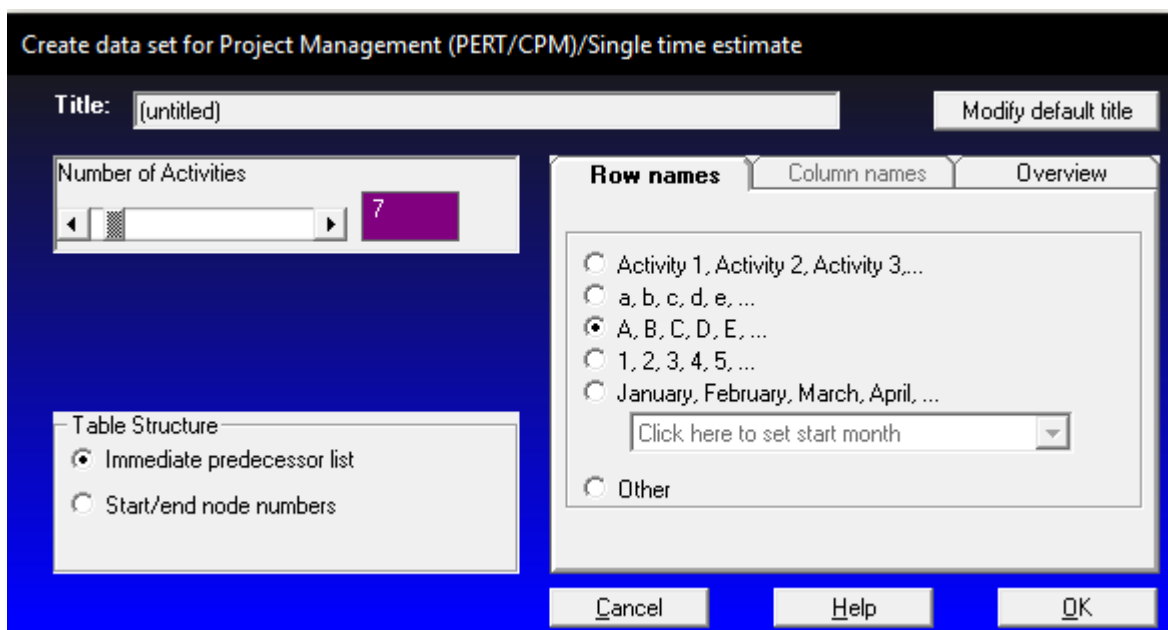 Create data set for Project Management (PERT/CPM)/Single time estimate
Title: (untitled) Modify default title
Number of Activities
7
Row names Column names Overview
Activity 1, Activity 2, Activity 3,...
a, b, c, d, e, ...
A, B, C, D, E, ...
1, 2, 3, 4, 5, ...
January, February, March, April, ...
Click here to set start month
Other
Table Structure
Immediate predecessor list
Start/end node numbers
Cancel Help OK